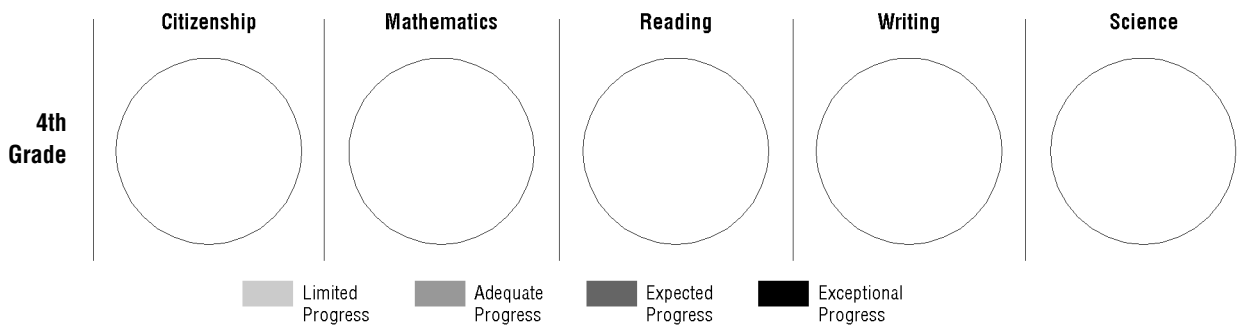 Citizenship
Mathematics
Reading
Writing
Science
4th
Grade
Limited
Progress
Adequate
Progress
Expected
Progress
Exceptional
Progress